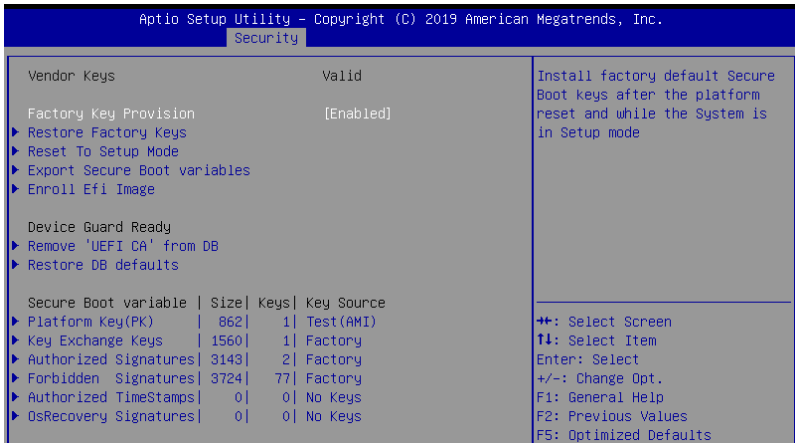 Aptio Setup Utility – Copyright (C) 2019 American Megatrends, Inc.
Security
Vendor Keys Valid
Factory Key Provision [Enabled]
▶ Restore Factory Keys
▶ Reset To Setup Mode
▶ Export Secure Boot variables
▶ Enroll Efi Image
Device Guard Ready
▶ Remove 'UEFI CA' from DB
▶ Restore DB defaults
Secure Boot variable | Size| Keys| Key Source
▶ Platform Key(PK) | 862| 1| Test(AMI)
▶ Key Exchange Keys | 1560| 1| Factory
▶ Authorized Signatures| 3143| 2| Factory
▶ Forbidden Signatures| 3724| 77| Factory
▶ Authorized TimeStamps| 0| 0| No Keys
▶ OsRecovery Signatures| 0| 0| No Keys
Install factory default Secure
Boot keys after the platform
reset and while the System is
in Setup mode
→←: Select Screen
↑↓: Select Item
Enter: Select
+/-: Change Opt.
F1: General Help
F2: Previous Values
F5: Optimized Defaults